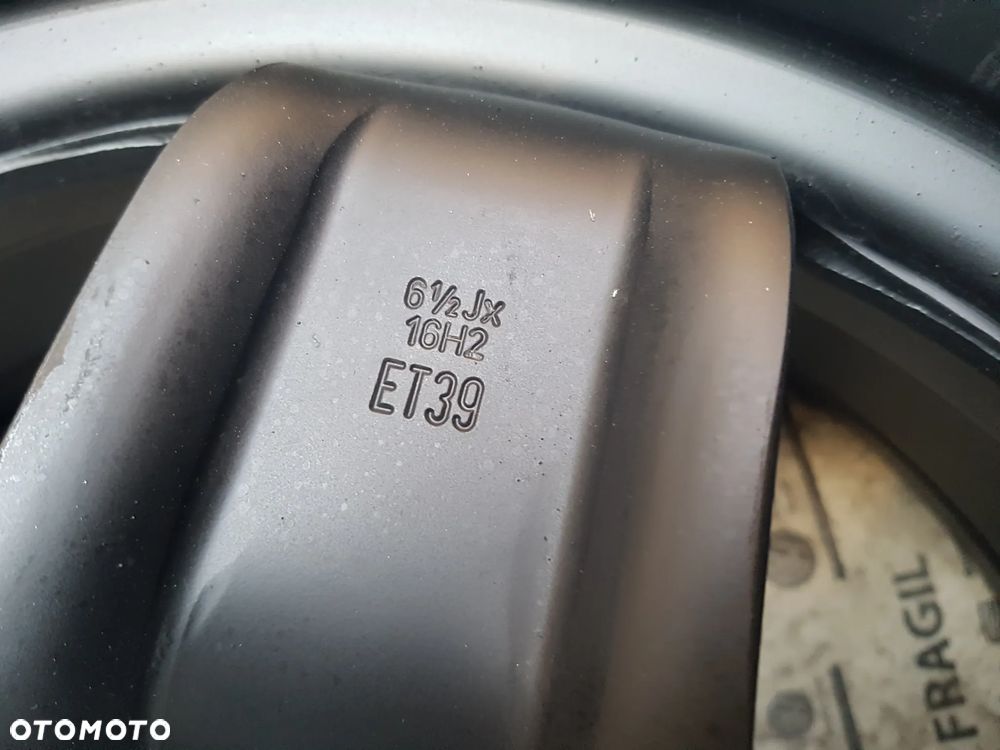 6½Jx
16H2
ET39
FRAGIL
OTOMOTO